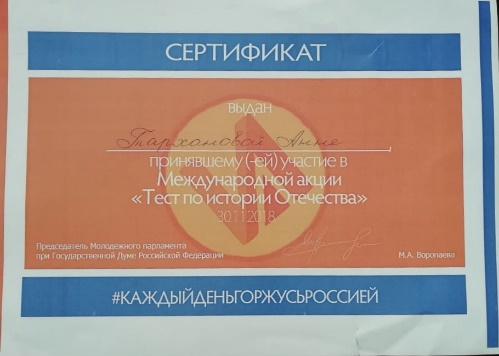 СЕРТИФИКАТ
выдан
Тархановой Анне
принявшему (-ей) участие в
Международной акции
«Тест по истории Отечества»
30.11.2018
Председатель Молодежного парламента
при Государственной Думе Российской Федерации
М.А. Воропаева
#КАЖДЫЙДЕНЬГОРЖУСЬРОССИЕЙ